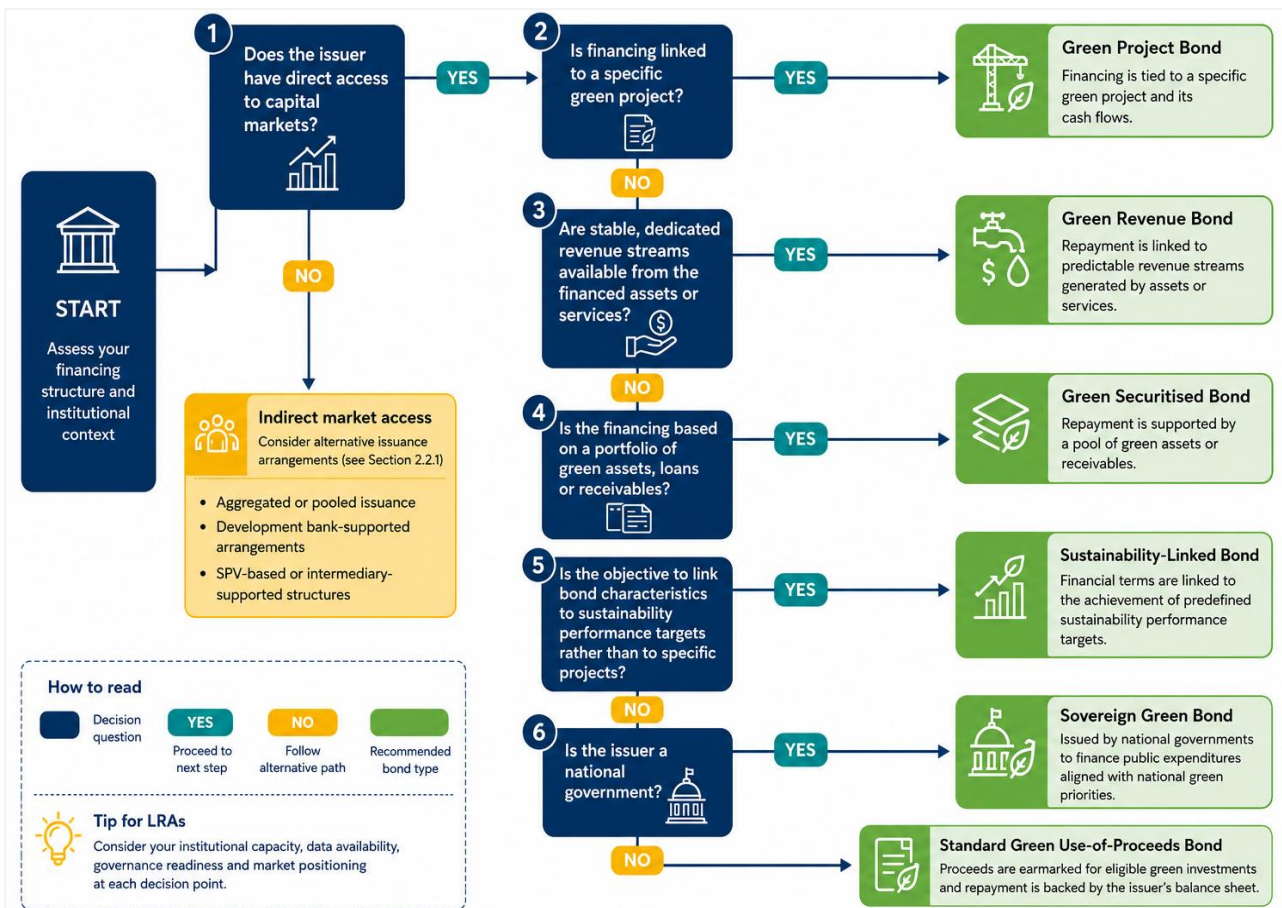 1
Does the issuer
have direct access
to capital
markets?
YES
2
Is financing linked
to a specific
green project?
YES
Green Project Bond
Financing is tied to a specific
green project and its
cash flows.
NO
START
Assess your
financing
structure and
institutional
context
NO
3
Are stable, dedicated
revenue streams
available from the
financed assets or
services?
$
YES
$
Green Revenue Bond
Repayment is linked to
predictable revenue streams
generated by assets or
services.
NO
Indirect market access
Consider alternative issuance
arrangements (see Section 2.2.1)
• Aggregated or pooled issuance
• Development bank-supported
arrangements
• SPV-based or intermediary-
supported structures
4
Is the financing based
on a portfolio of
green assets, loans
or receivables?
YES
Green Securitised Bond
Repayment is supported by
a pool of green assets or
receivables.
5
Is the objective to link
bond characteristics
to sustainability
performance targets
rather than to specific
projects?
YES
Sustainability-Linked Bond
Financial terms are linked to
the achievement of predefined
sustainability performance
targets.
NO
6
Is the issuer a
national
government?
YES
Sovereign Green Bond
Issued by national governments
to finance public expenditures
aligned with national green
priorities.
NO
Standard Green Use-of-Proceeds Bond
Proceeds are earmarked for eligible green investments
and repayment is backed by the issuer's balance sheet.
How to read
Decision
question
YES
Proceed to
next step
NO
Follow
alternative path
Recommended
bond type
Tip for LRAs
Consider your institutional capacity, data availability,
governance readiness and market positioning
at each decision point.